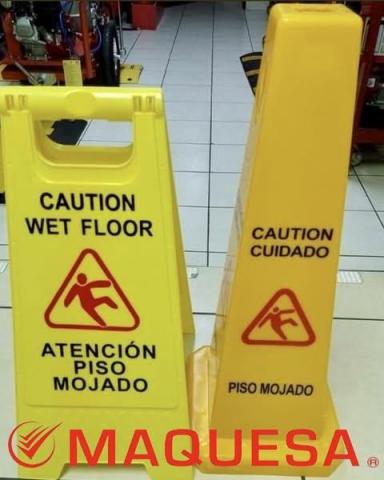 CAUTION
WET FLOOR
ATENCIÓN
PISO
MOJADO
CAUTION
CUIDADO
PISO MOJADO
MAQUESA®